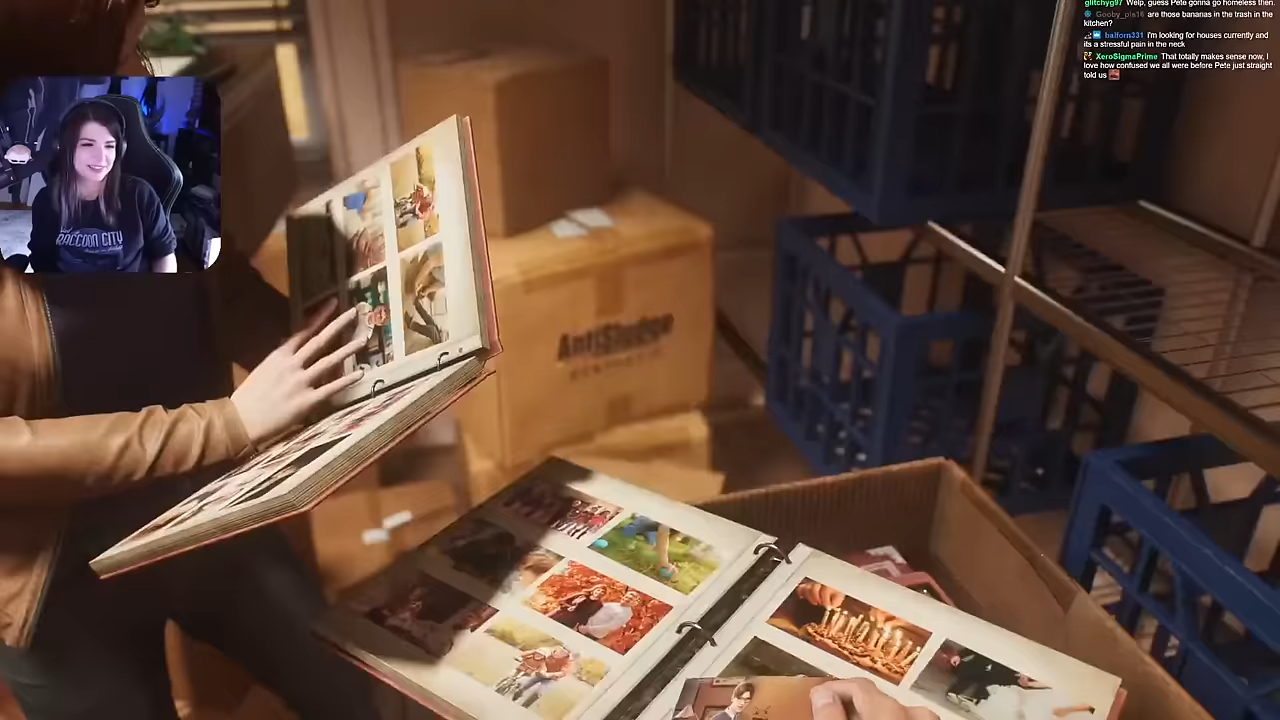 glitchyg97 Welp, guess Pete gonna go homeless then.
Gooby_pls16 are those bananas in the trash in the
kitchen?
balforn331 i'm looking for houses currently and
its a stressful pain in the neck
XeroSigmaPrime That totally makes sense now, I
love how confused we all were before Pete just straight
told us
RACCOON CITY
AntiSludge